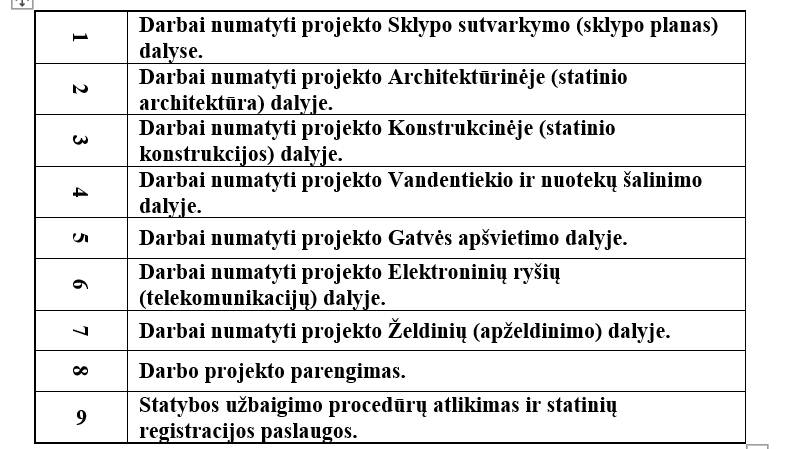 1
Darbai numatyti projekto Sklypo sutvarkymo (sklypo planas)
dalyse.
2
Darbai numatyti projekto Architektūrinėje (statinio
architektūra) dalyje.
3
Darbai numatyti projekto Konstrukcinėje (statinio
konstrukcijos) dalyje.
4
Darbai numatyti projekto Vandentiekio ir nuotekų šalinimo
dalyje.
5
Darbai numatyti projekto Gatvės apšvietimo dalyje.
6
Darbai numatyti projekto Elektroninių ryšių
(telekomunikacijų) dalyje.
7
Darbai numatyti projekto Želdinių (apželdinimo) dalyje.
8
Darbo projekto parengimas.
9
Statybos užbaigimo procedūrų atlikimas ir statinių
registracijos paslaugos.